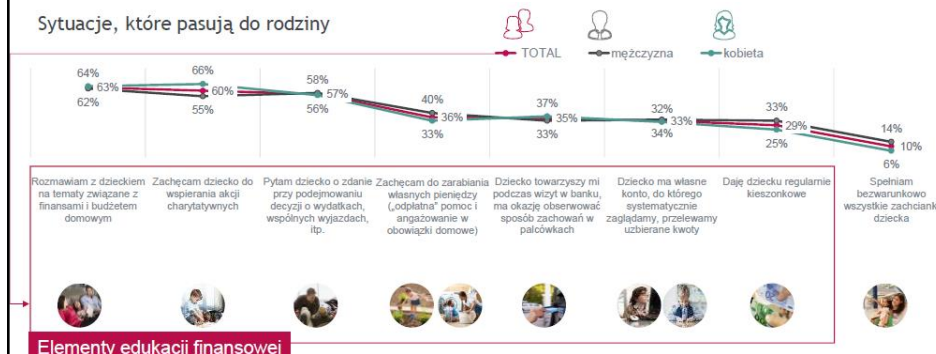 Sytuacje, które pasują do rodziny
TOTAL
mężczyzna
kobieta
64%
63%
62%
66%
60%
55%
58%
57%
56%
40%
36%
33%
37%
35%
33%
32%
33%
34%
33%
29%
25%
14%
10%
6%
Rozmawiam z dzieckiem
na tematy związane z
finansami i budżetem
domowym
Zachęcam dziecko do
wspierania akcji
charytatywnych
Pytam dziecko o zdanie
przy podejmowaniu
decyzji o wydatkach,
wspólnych wyjazdach,
itp.
Zachęcam do zarabiania
własnych pieniędzy
(„odpłatna” pomoc i
angażowanie w
obowiązki domowe)
Dziecko towarzyszy mi
podczas wizyt w banku,
ma okazję obserwować
sposób zachowań w
palcówkach
Dziecko ma własne
konto, do którego
systematycznie
zaglądamy, przelewamy
uzbierane kwoty
Daję dziecku regularnie
kieszonkowe
Spełniam
bezwarunkowo
wszystkie zachcianki
dziecka
Elementy edukacji finansowej